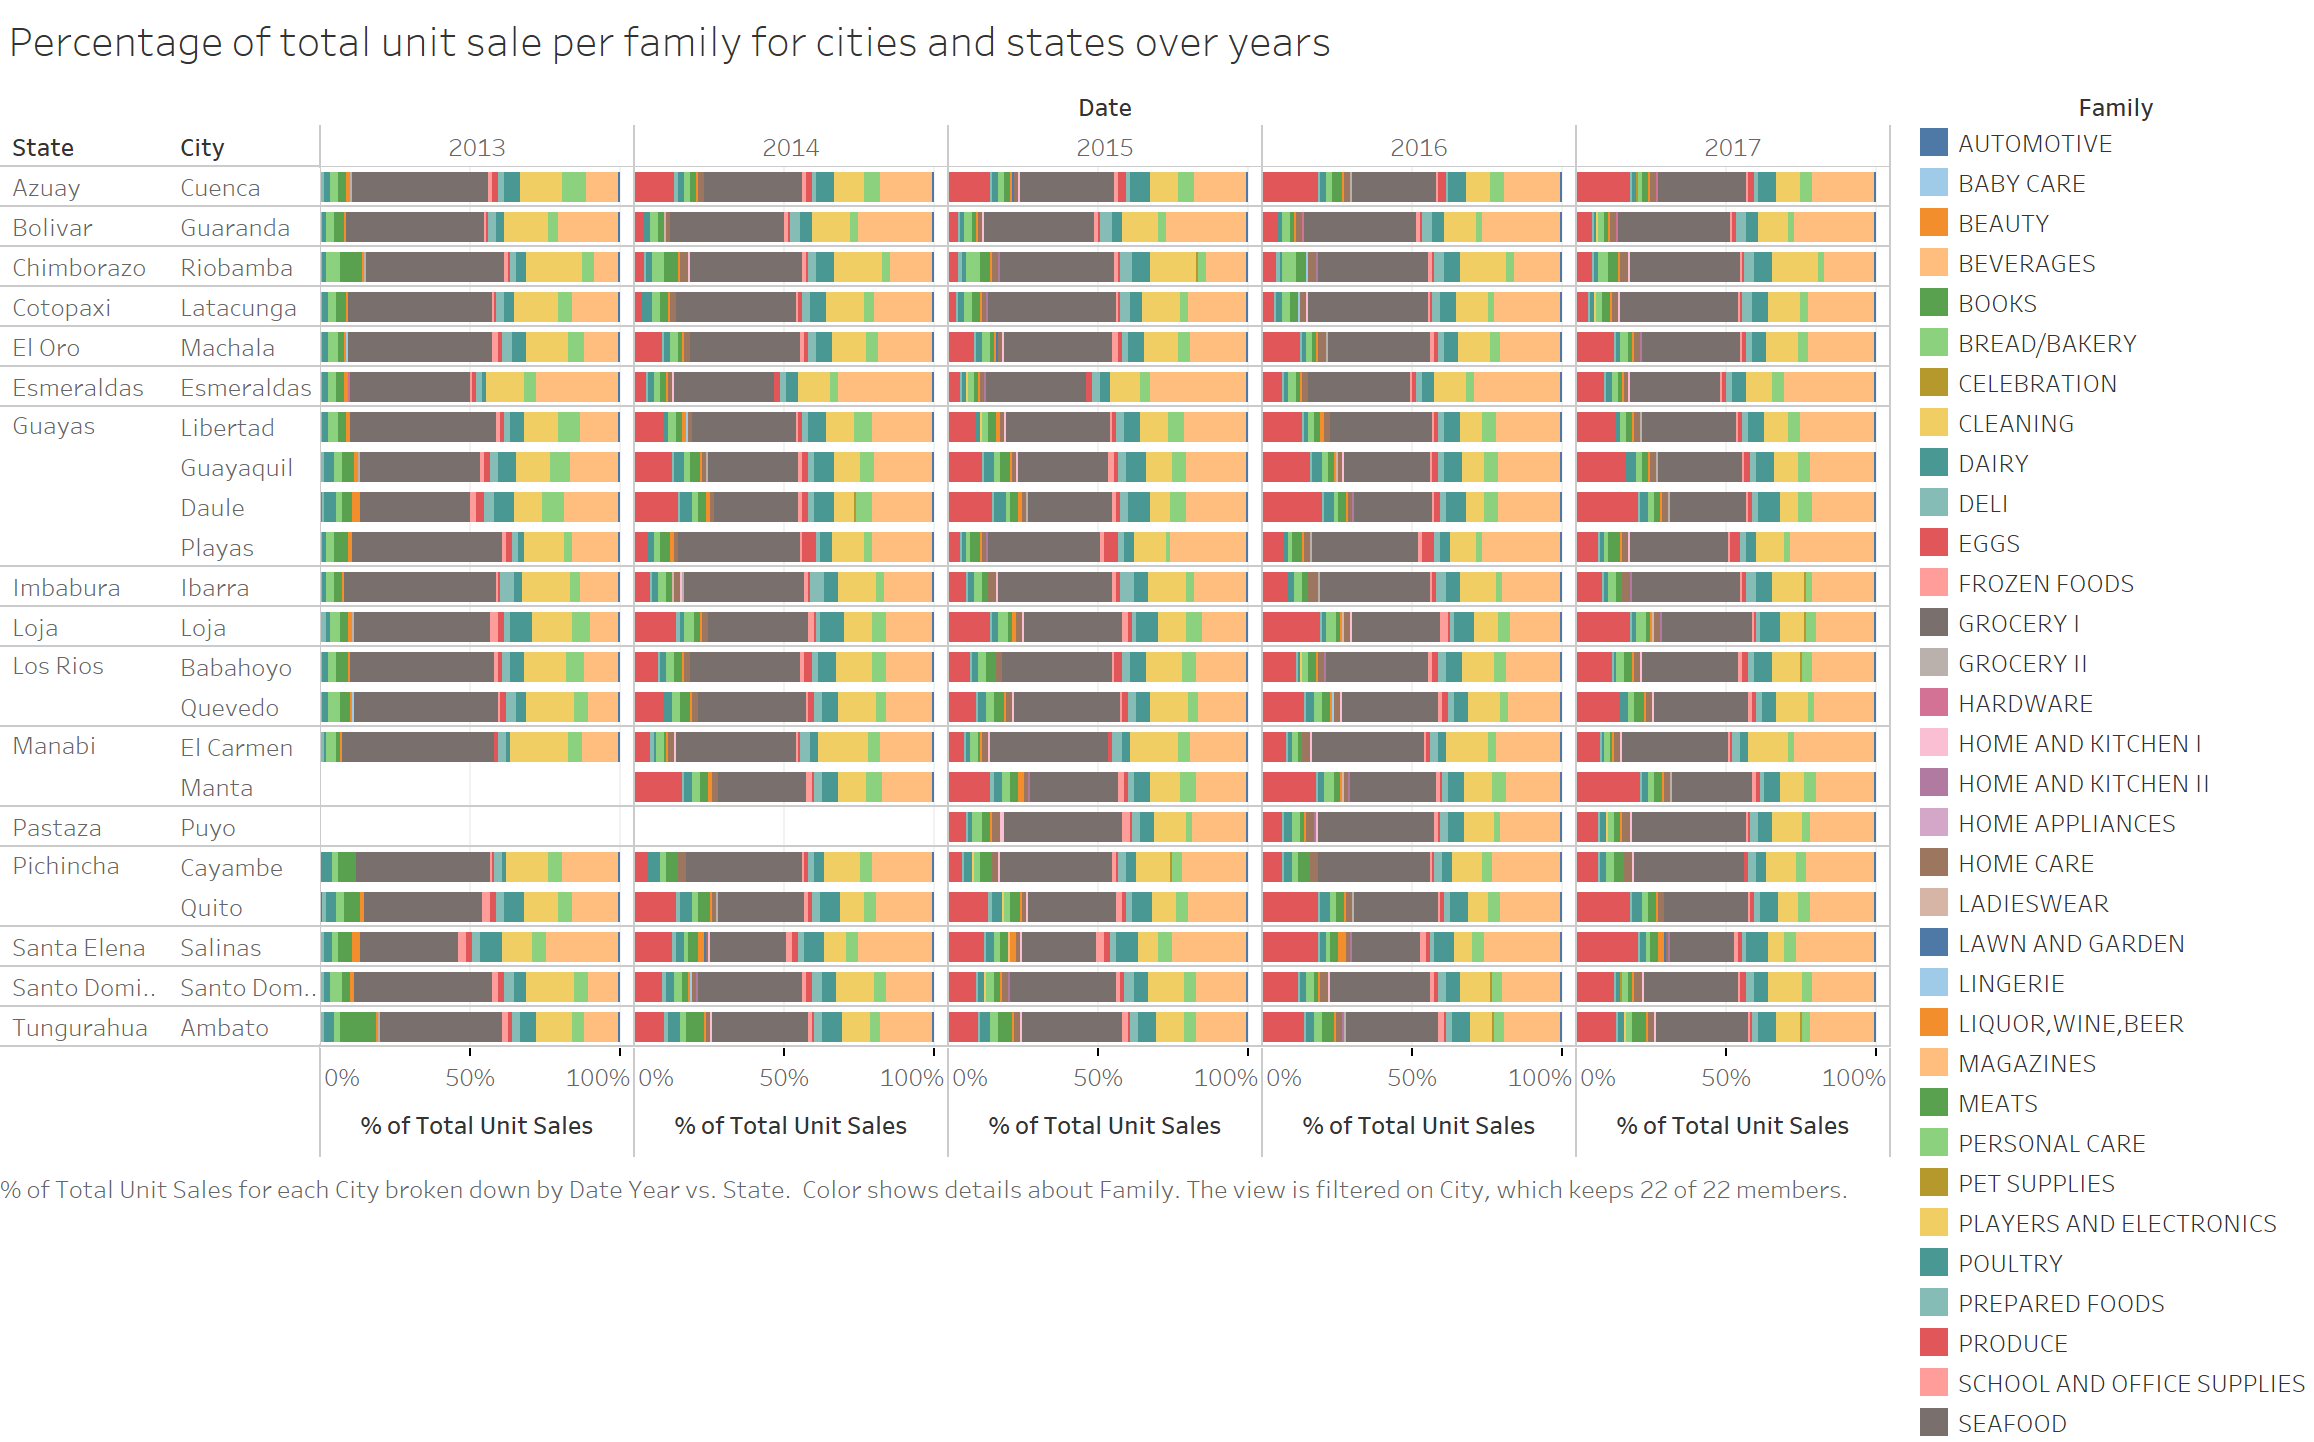 Percentage of total unit sale per family for cities and states over years
Date
State City 2013 2014 2015 2016 2017
Azuay Cuenca
Bolivar Guaranda
Chimborazo Riobamba
Cotopaxi Latacunga
El Oro Machala
Esmeraldas Esmeraldas
Guayas Libertad
Guayaquil
Daule
Playas
Imbabura Ibarra
Loja Loja
Los Rios Babahoyo
Quevedo
Manabi El Carmen
Manta
Pastaza Puyo
Pichincha Cayambe
Quito
Santa Elena Salinas
Santo Domi.. Santo Dom..
Tungurahua Ambato
0% 50% 100% 0% 50% 100% 0% 50% 100% 0% 50% 100% 0% 50% 100%
% of Total Unit Sales % of Total Unit Sales % of Total Unit Sales % of Total Unit Sales % of Total Unit Sales
% of Total Unit Sales for each City broken down by Date Year vs. State. Color shows details about Family. The view is filtered on City, which keeps 22 of 22 members.
Family
AUTOMOTIVE
BABY CARE
BEAUTY
BEVERAGES
BOOKS
BREAD/BAKERY
CELEBRATION
CLEANING
DAIRY
DELI
EGGS
FROZEN FOODS
GROCERY I
GROCERY II
HARDWARE
HOME AND KITCHEN I
HOME AND KITCHEN II
HOME APPLIANCES
HOME CARE
LADIESWEAR
LAWN AND GARDEN
LINGERIE
LIQUOR,WINE,BEER
MAGAZINES
MEATS
PERSONAL CARE
PET SUPPLIES
PLAYERS AND ELECTRONICS
POULTRY
PREPARED FOODS
PRODUCE
SCHOOL AND OFFICE SUPPLIES
SEAFOOD